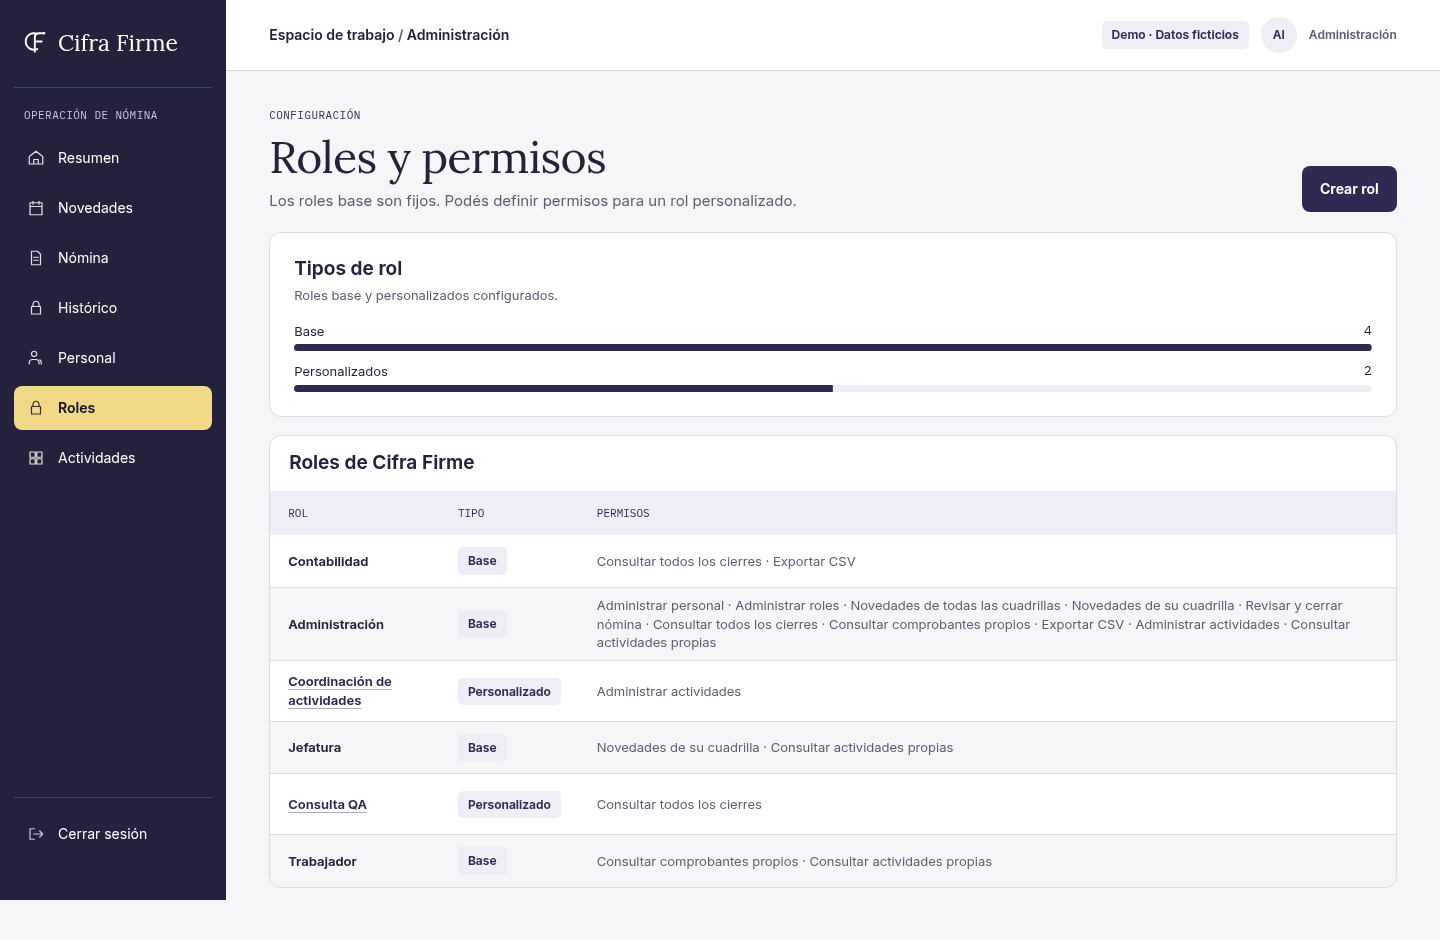 Cifra Firme
OPERACIÓN DE NÓMINA
Resumen
Novedades
Nómina
Histórico
Personal
Roles
Actividades
Cerrar sesión
Espacio de trabajo / Administración
Demo · Datos ficticios
AI
Administración
CONFIGURACIÓN
Roles y permisos
Los roles base son fijos. Podés definir permisos para un rol personalizado.
Crear rol
Tipos de rol
Roles base y personalizados configurados.
Base 4
Personalizados 2
Roles de Cifra Firme
ROL TIPO PERMISOS
Contabilidad Base Consultar todos los cierres · Exportar CSV
Administración Base Administrar personal · Administrar roles · Novedades de todas las cuadrillas · Novedades de su cuadrilla · Revisar y cerrar
nómina · Consultar todos los cierres · Consultar comprobantes propios · Exportar CSV · Administrar actividades · Consultar
actividades propias
Coordinación de
actividades
Personalizado Administrar actividades
Jefatura Base Novedades de su cuadrilla · Consultar actividades propias
Consulta QA Personalizado Consultar todos los cierres
Trabajador Base Consultar comprobantes propios · Consultar actividades propias